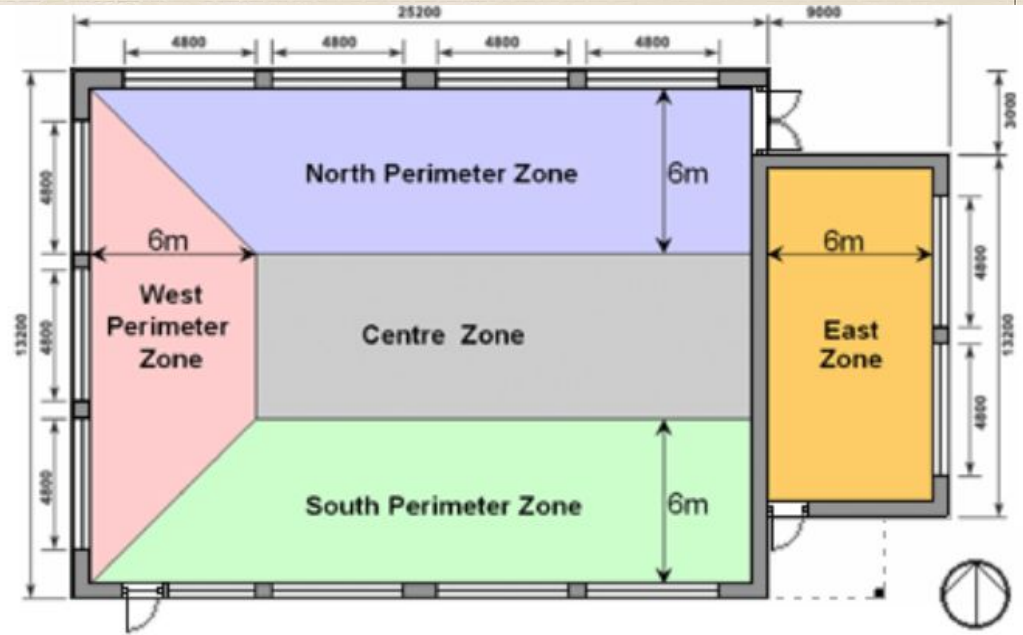 25200
9000
4800
4800
4800
4800
3000
North Perimeter Zone
6m
4800
6m
6m
4800
West
Perimeter
Zone
Centre Zone
East
Zone
13200
4800
13200
4800
4800
South Perimeter Zone
6m